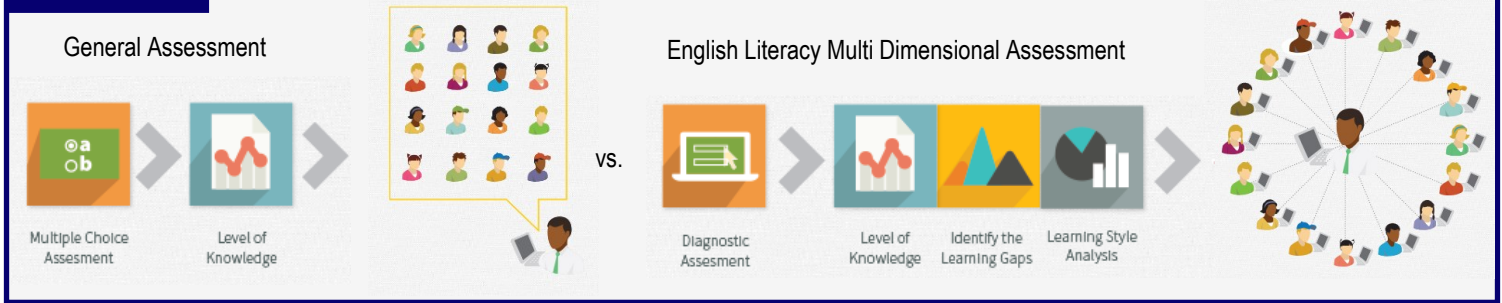 General Assessment
English Literacy Multi Dimensional Assessment
a
b
vs.
Multiple Choice
Assesment
Level of
Knowledge
Diagnostic
Assesment
Level of
Knowledge
Identify the
Learning Gaps
Learning Style
Analysis